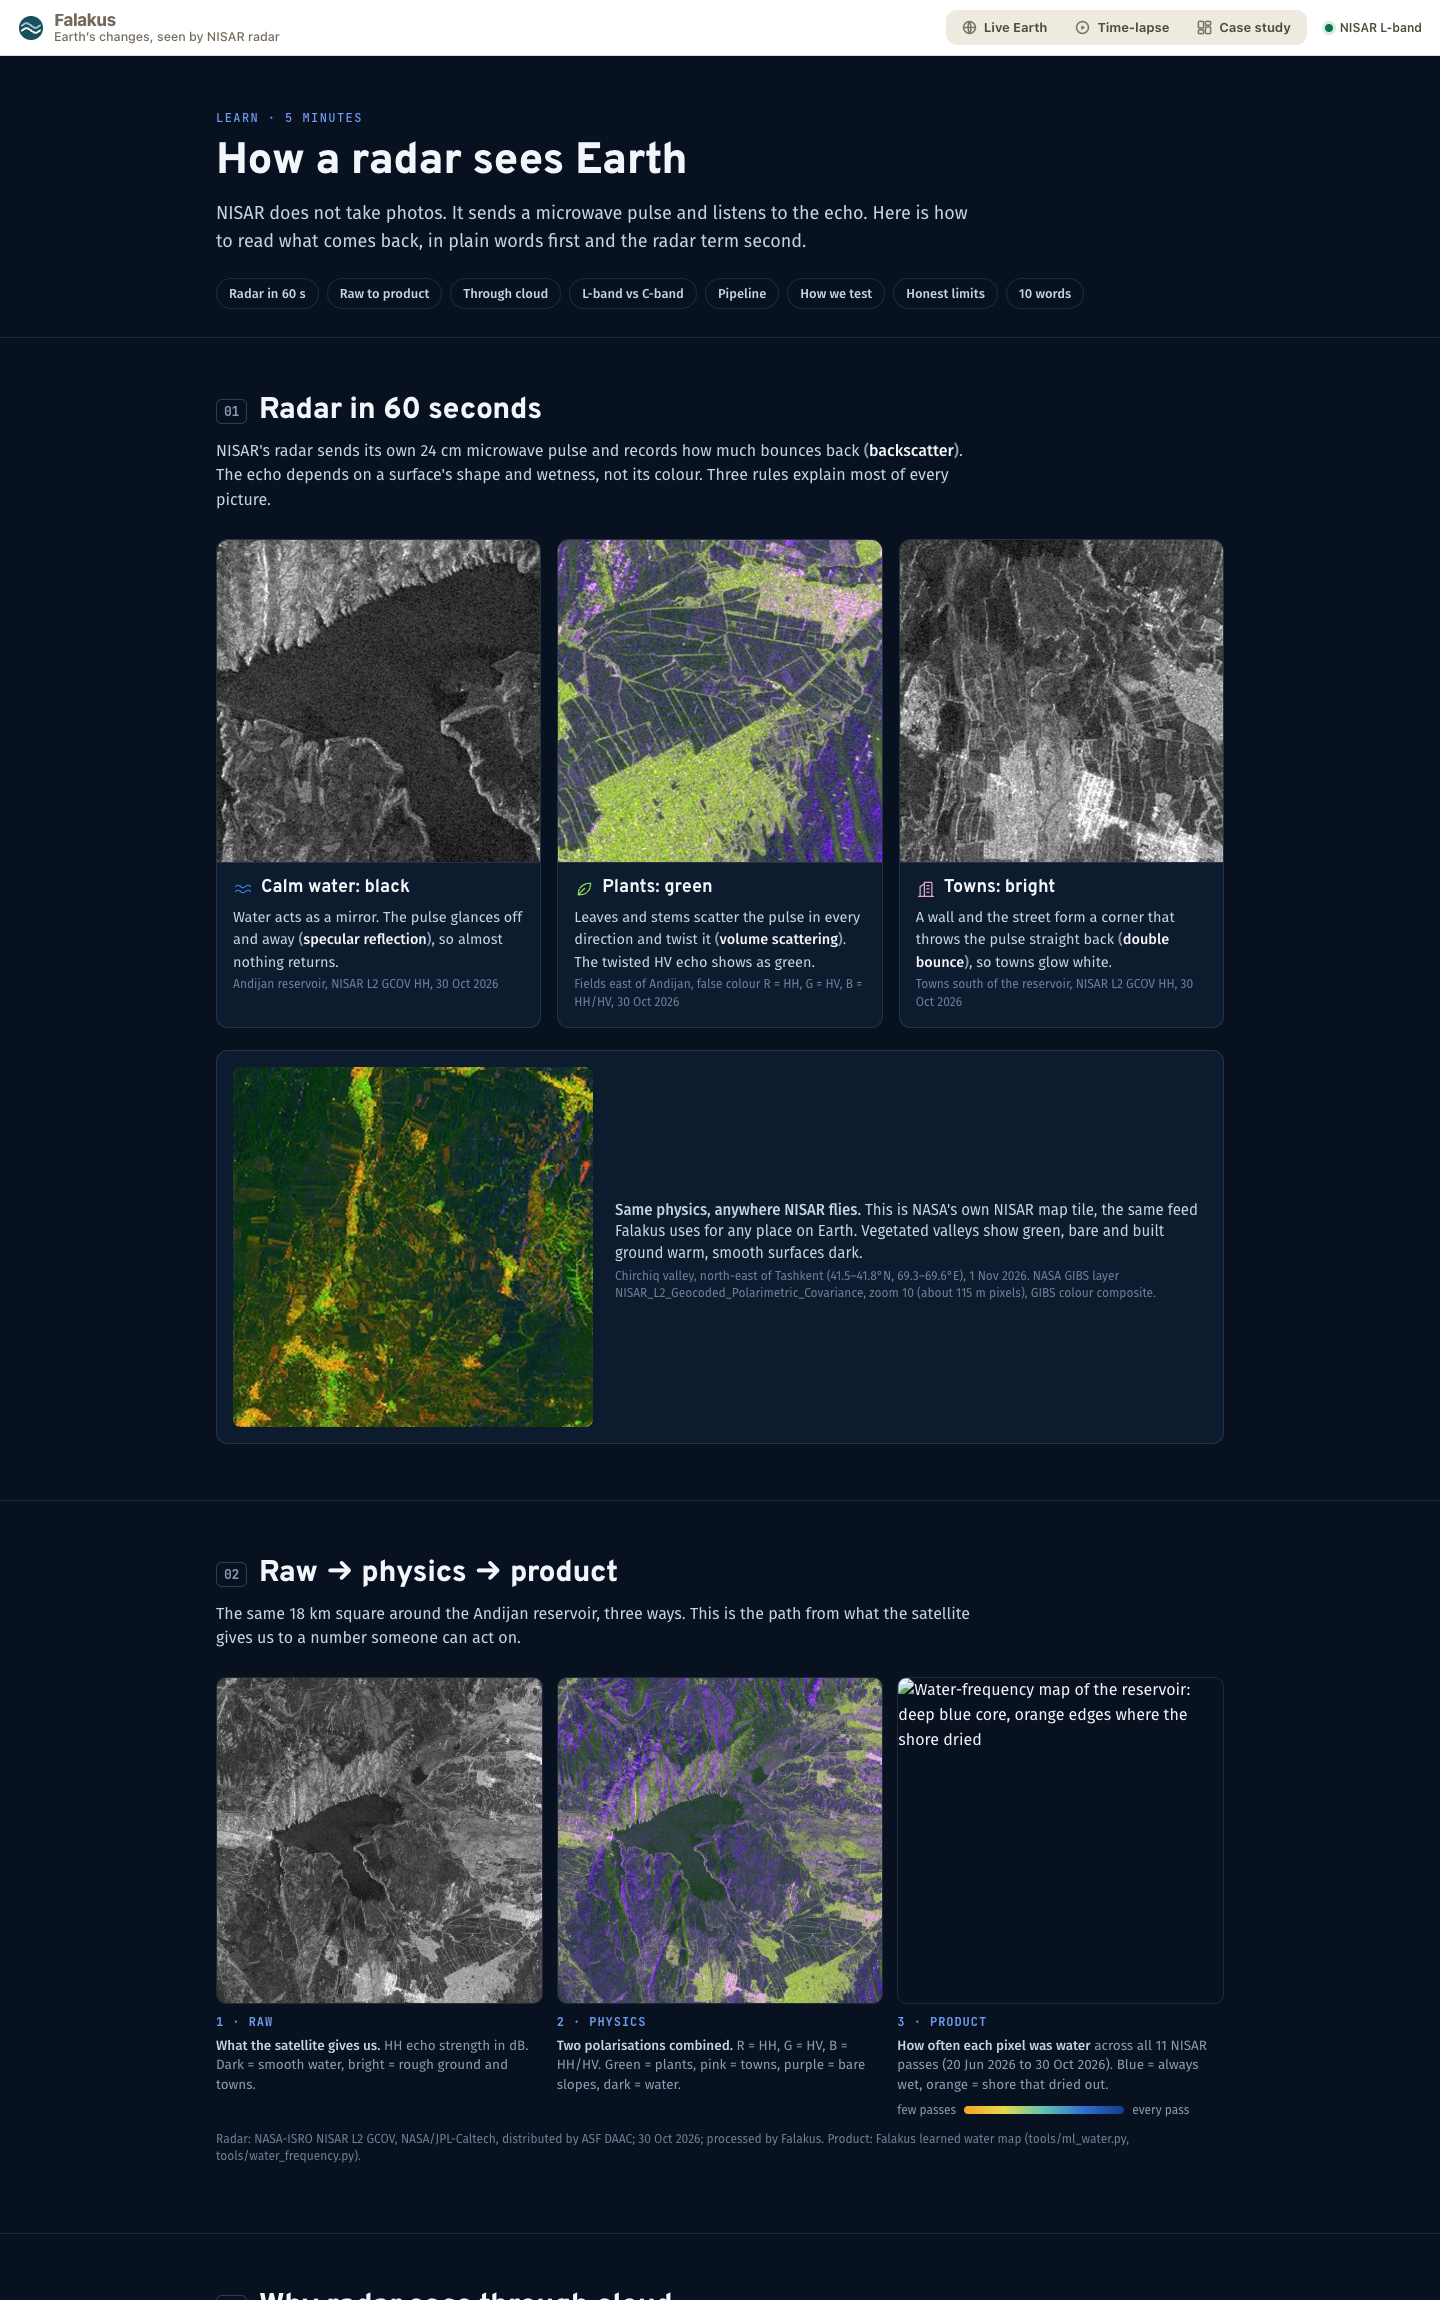 Falakus
Earth's changes, seen by NISAR radar
Live Earth
Time-lapse
Case study
NISAR L-band
LEARN · 5 MINUTES
How a radar sees Earth
NISAR does not take photos. It sends a microwave pulse and listens to the echo. Here is how
to read what comes back, in plain words first and the radar term second.
Radar in 60 s
Raw to product
Through cloud
L-band vs C-band
Pipeline
How we test
Honest limits
10 words
01 Radar in 60 seconds
NISAR's radar sends its own 24 cm microwave pulse and records how much bounces back (backscatter).
The echo depends on a surface's shape and wetness, not its colour. Three rules explain most of every
picture.
Calm water: black
Water acts as a mirror. The pulse glances off
and away (specular reflection), so almost
nothing returns.
Andijan reservoir, NISAR L2 GCOV HH, 30 Oct 2026
Plants: green
Leaves and stems scatter the pulse in every
direction and twist it (volume scattering).
The twisted HV echo shows as green.
Fields east of Andijan, false colour R = HH, G = HV, B =
HH/HV, 30 Oct 2026
Towns: bright
A wall and the street form a corner that
throws the pulse straight back (double
bounce), so towns glow white.
Towns south of the reservoir, NISAR L2 GCOV HH, 30
Oct 2026
Same physics, anywhere NISAR flies. This is NASA's own NISAR map tile, the same feed
Falakus uses for any place on Earth. Vegetated valleys show green, bare and built
ground warm, smooth surfaces dark.
Chirchiq valley, north-east of Tashkent (41.5–41.8°N, 69.3–69.6°E), 1 Nov 2026. NASA GIBS layer
NISAR_L2_Geocoded_Polarimetric_Covariance, zoom 10 (about 115 m pixels), GIBS colour composite.
02 Raw → physics → product
The same 18 km square around the Andijan reservoir, three ways. This is the path from what the satellite
gives us to a number someone can act on.
Water-frequency map of the reservoir:
deep blue core, orange edges where the
shore dried
1 · RAW
What the satellite gives us. HH echo strength in dB.
Dark = smooth water, bright = rough ground and
towns.
2 · PHYSICS
Two polarisations combined. R = HH, G = HV, B =
HH/HV. Green = plants, pink = towns, purple = bare
slopes, dark = water.
3 · PRODUCT
How often each pixel was water across all 11 NISAR
passes (20 Jun 2026 to 30 Oct 2026). Blue = always
wet, orange = shore that dried out.
few passes
every pass
Radar: NASA-ISRO NISAR L2 GCOV, NASA/JPL-Caltech, distributed by ASF DAAC; 30 Oct 2026; processed by Falakus. Product: Falakus learned water map (tools/ml_water.py,
tools/water_frequency.py).
Why radar sees through cloud